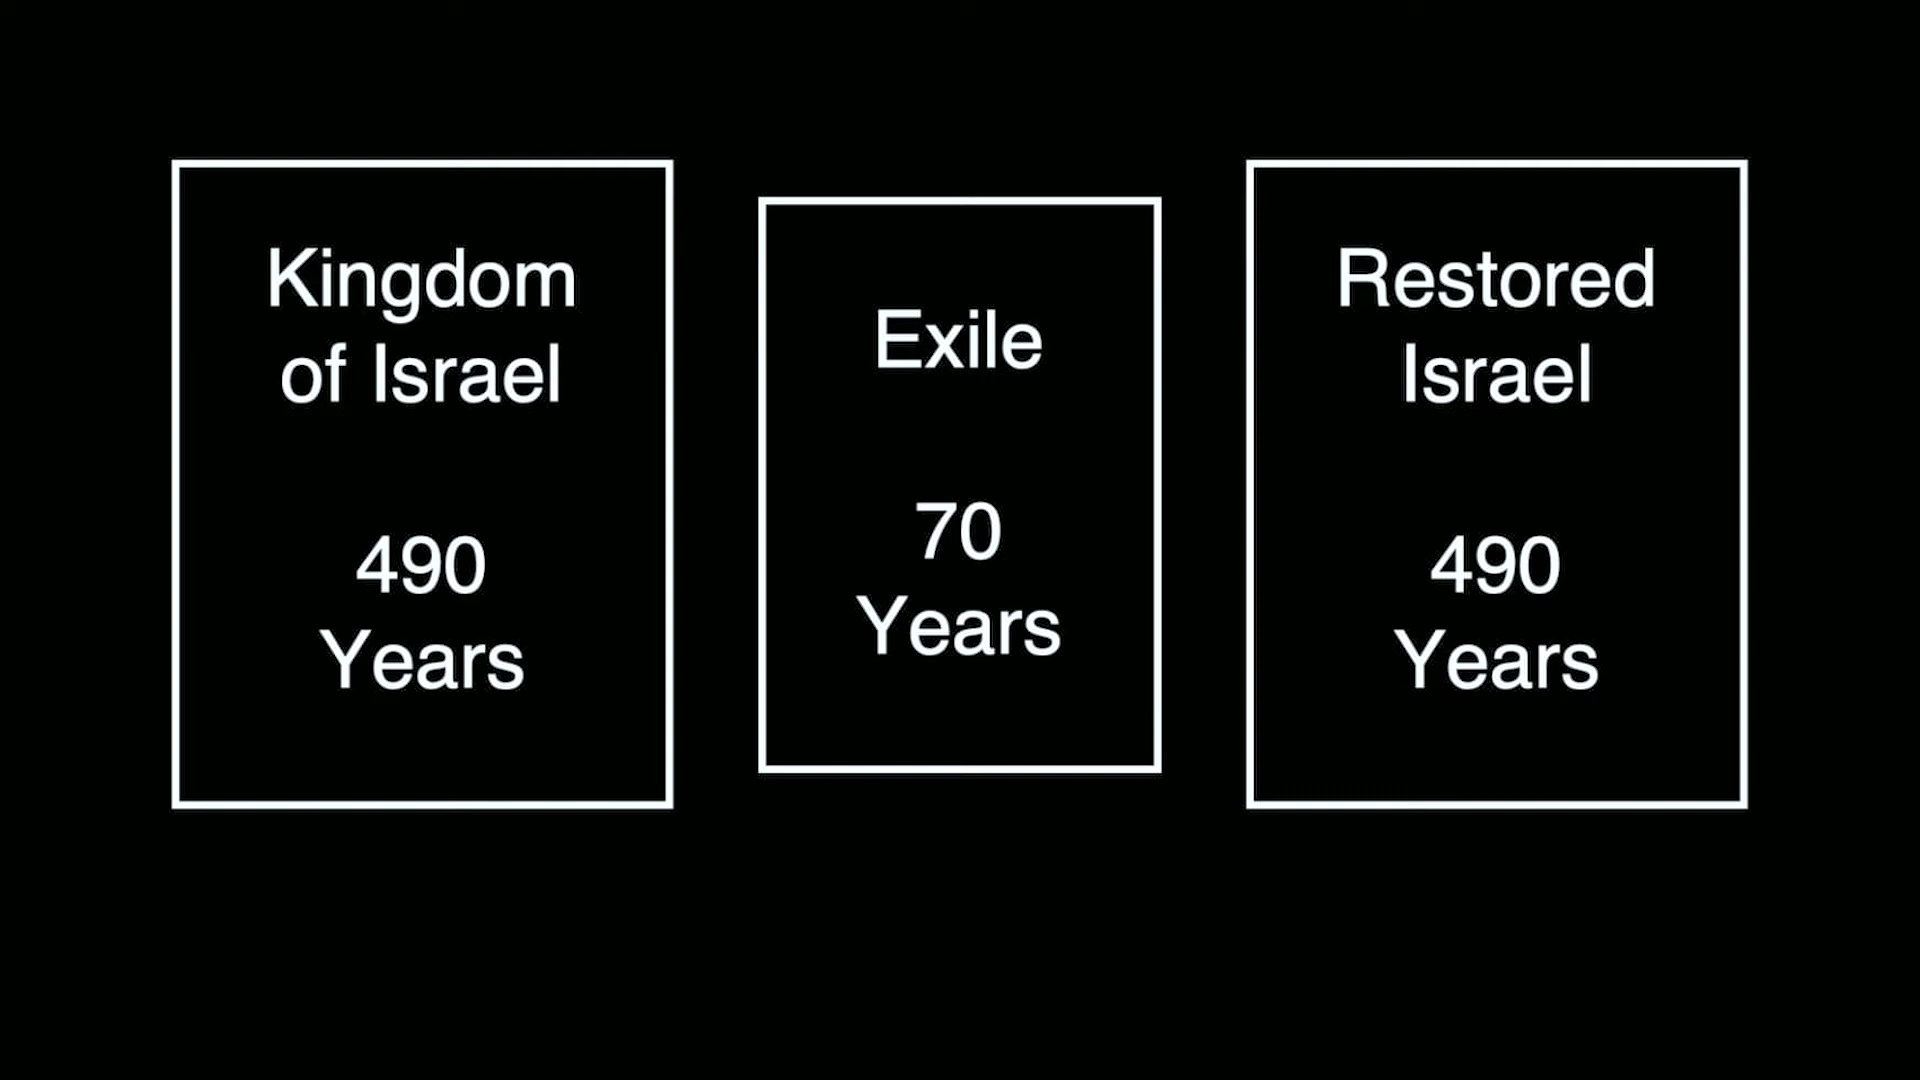 Kingdom
of Israel
490
Years
Exile
70
Years
Restored
Israel
490
Years